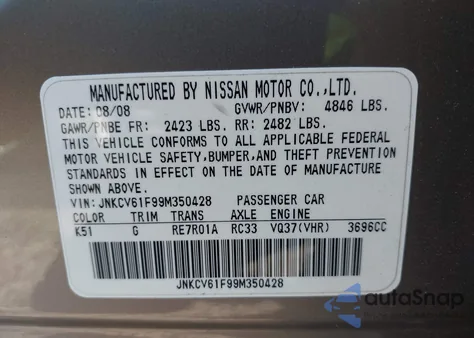 MANUFACTURED BY NISSAN MOTOR CO.,LTD.
DATE: 08/08 GVWR/PNBV: 4846 LBS.
GAWR/PNBE FR: 2423 LBS. RR: 2482 LBS.
THIS VEHICLE CONFORMS TO ALL APPLICABLE FEDERAL
MOTOR VEHICLE SAFETY,BUMPER,AND THEFT PREVENTION
STANDARDS IN EFFECT ON THE DATE OF MANUFACTURE
SHOWN ABOVE.
VIN: JNKCV61F99M350428 PASSENGER CAR
COLOR TRIM TRANS AXLE ENGINE
K51 G RE7R01A RC33 VQ37(VHR) 3696CC
JNKCV61F99M350428
autoSnap